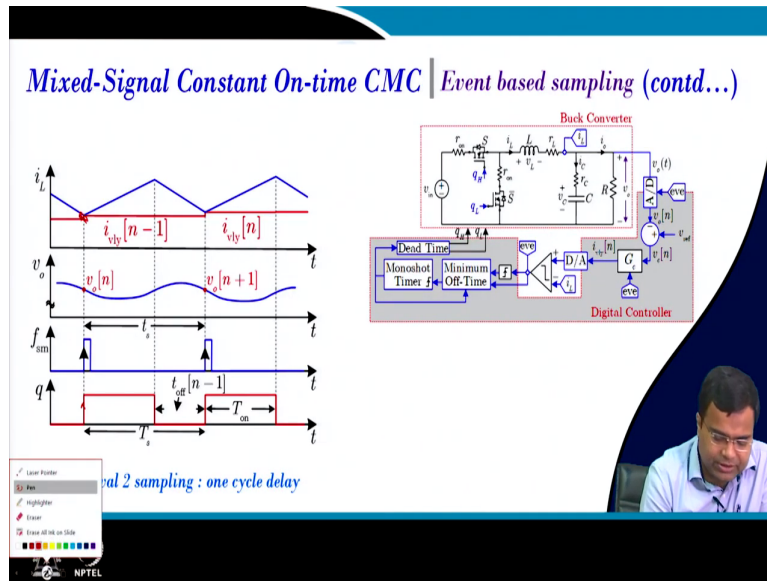 Mixed-Signal Constant On-time CMC | Event based sampling (contd...)
Buck Converter
r_on S i_L L r_L i_L i_o
+ v_L −
v_o(t)
q_H r_on i_c
v_in r_c R v_o
q_L S̄ v_c C
A/D eve
v_o[n]
q_H q_L
Dead Time eve i_vly[n] v_ref
D/A G_c v_e[n]
Monoshot Timer
Minimum Off-Time
f
i_L
eve
Digital Controller
i_L
i_vly[n − 1] i_vly[n]
t
v_o
v_o[n] v_o[n + 1]
t
t_s
f_sm
t
t_off[n − 1]
q
T_on
T_s t
val 2 sampling : one cycle delay
Laser Pointer
Pen
Highlighter
Eraser
Erase All Ink on Slide
NPTEL